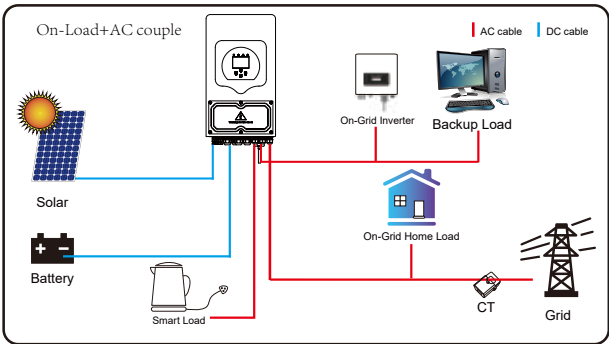 On-Load+AC couple
AC cable
DC cable
On-Grid Inverter
Backup Load
Solar
On-Grid Home Load
Battery
Smart Load
CT
Grid